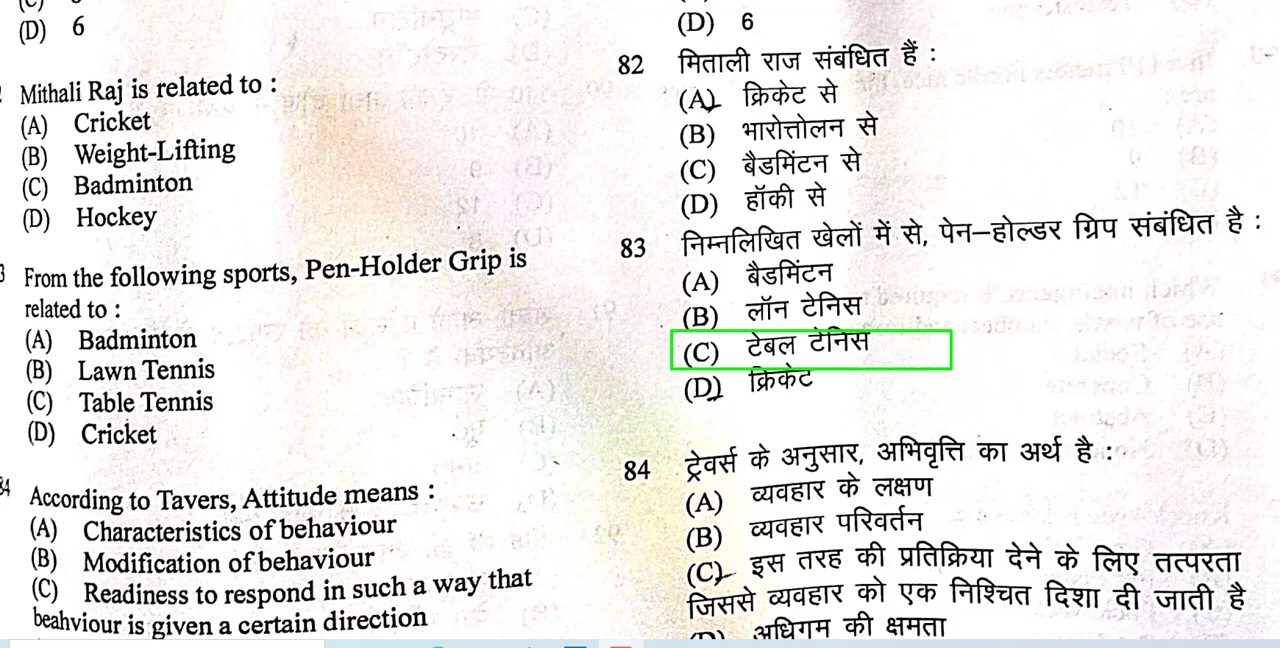 (D) 6
Mithali Raj is related to :
(A) Cricket
(B) Weight-Lifting
(C) Badminton
(D) Hockey
From the following sports, Pen-Holder Grip is
related to :
(A) Badminton
(B) Lawn Tennis
(C) Table Tennis
(D) Cricket
According to Tavers, Attitude means :
(A) Characteristics of behaviour
(B) Modification of behaviour
(C) Readiness to respond in such a way that
beahviour is given a certain direction
(D) 6
82 मिताली राज संबंधित हैं :
(A) क्रिकेट से
(B) भारोत्तोलन से
(C) बैडमिंटन से
(D) हॉकी से
83 निम्नलिखित खेलों में से, पेन–होल्डर ग्रिप संबंधित है :
(A) बैडमिंटन
(B) लॉन टेनिस
(C) टेबल टेनिस
(D) क्रिकेट
84 ट्रेवर्स के अनुसार, अभिवृत्ति का अर्थ है :
(A) व्यवहार के लक्षण
(B) व्यवहार परिवर्तन
(C) इस तरह की प्रतिक्रिया देने के लिए तत्परता
जिससे व्यवहार को एक निश्चित दिशा दी जाती है
(D) अधिगम की क्षमता